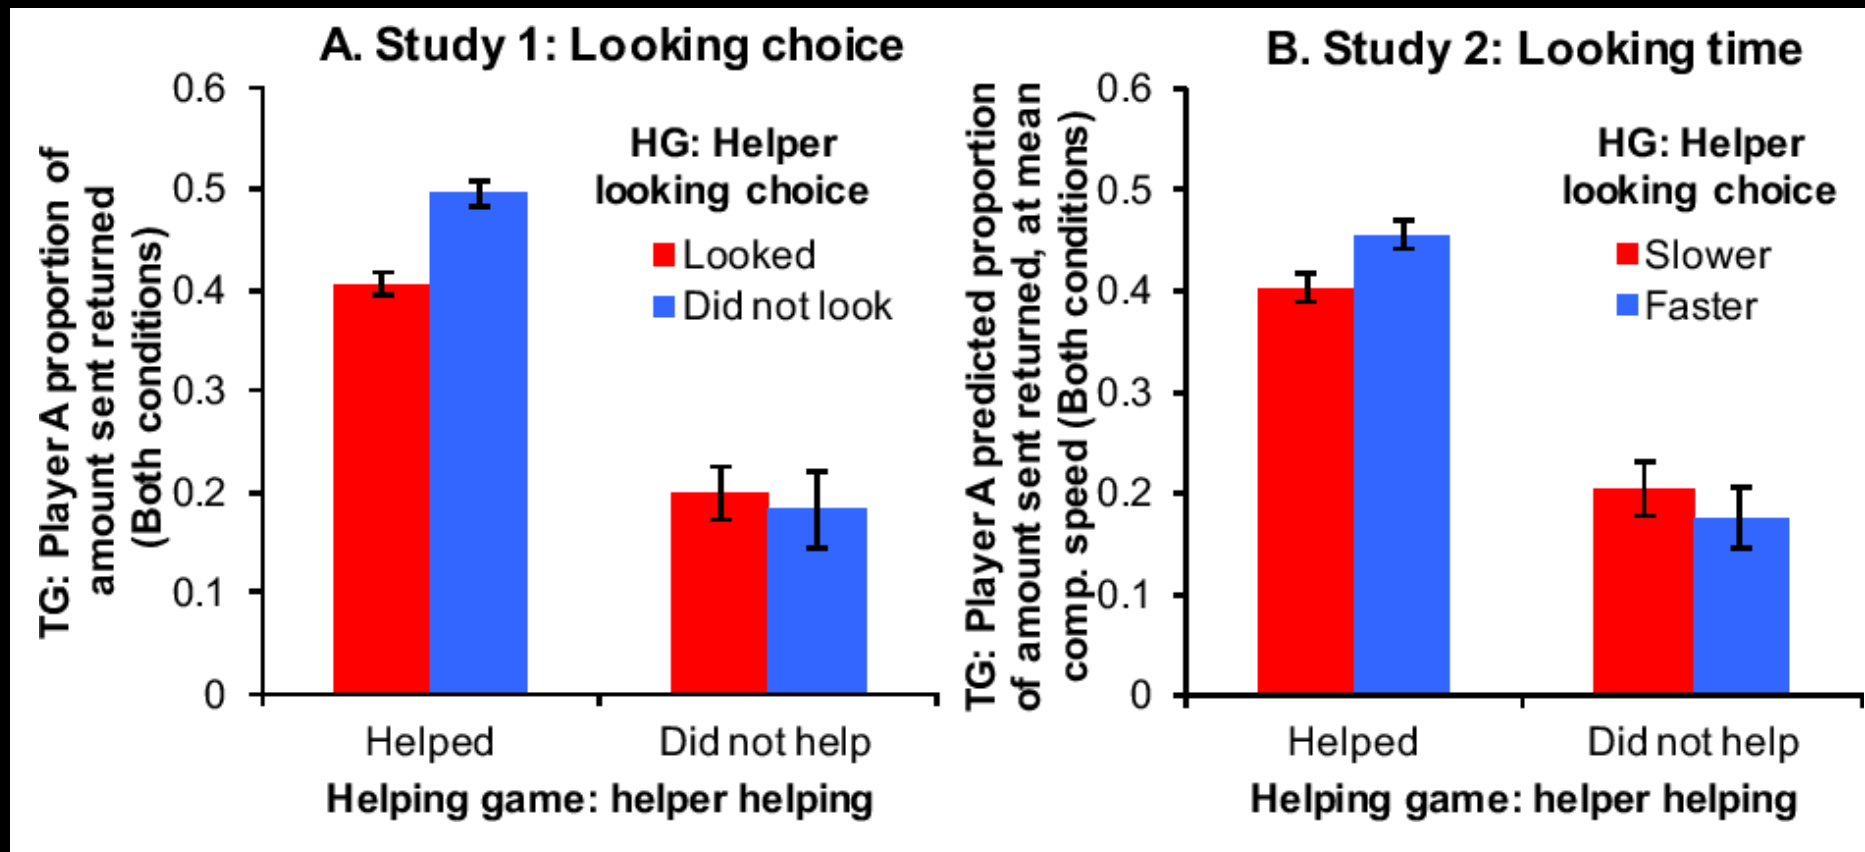 A. Study 1: Looking choice
TG: Player A proportion of
amount sent returned
(Both conditions)
0.6
0.5
0.4
0.3
0.2
0.1
0
HG: Helper
looking choice
Looked
Did not look
Helped
Did not help
Helping game: helper helping
B. Study 2: Looking time
TG: Player A predicted proportion
of amount sent returned, at mean
comp. speed (Both conditions)
0.6
0.5
0.4
0.3
0.2
0.1
0
HG: Helper
looking choice
Slower
Faster
Helped
Did not help
Helping game: helper helping